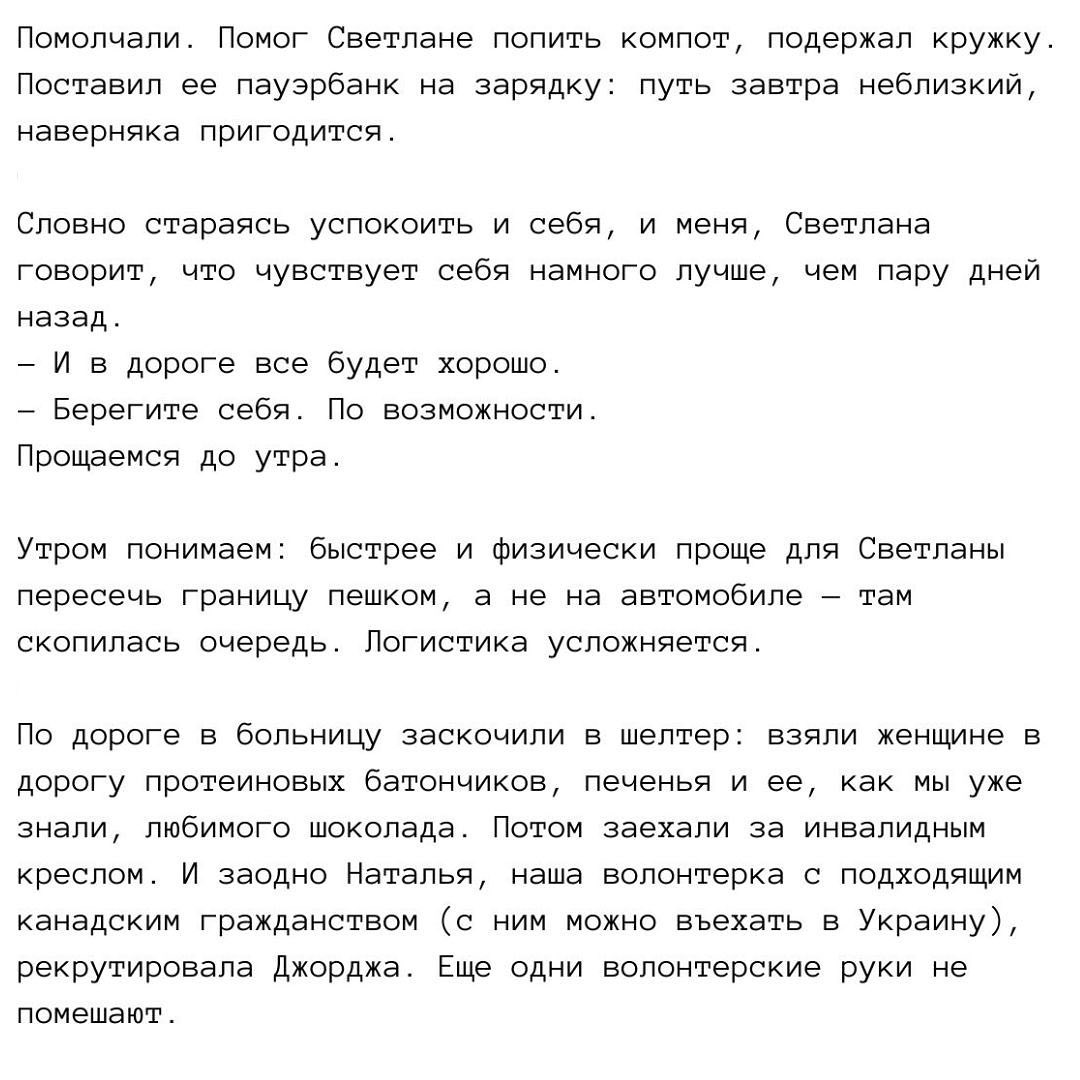 Помолчали. Помог Светлане попить компот, подержал кружку.
Поставил ее пауэрбанк на зарядку: путь завтра неблизкий,
наверняка пригодится.
Словно стараясь успокоить и себя, и меня, Светлана
говорит, что чувствует себя намного лучше, чем пару дней
назад.
— И в дороге все будет хорошо.
— Берегите себя. По возможности.
Прощаемся до утра.
Утром понимаем: быстрее и физически проще для Светланы
пересечь границу пешком, а не на автомобиле — там
скопилась очередь. Логистика усложняется.
По дороге в больницу заскочили в шелтер: взяли женщине в
дорогу протеиновых батончиков, печенья и ее, как мы уже
знали, любимого шоколада. Потом заехали за инвалидным
креслом. И заодно Наталья, наша волонтерка с подходящим
канадским гражданством (с ним можно въехать в Украину),
рекрутировала Джорджа. Еще одни волонтерские руки не
помешают.